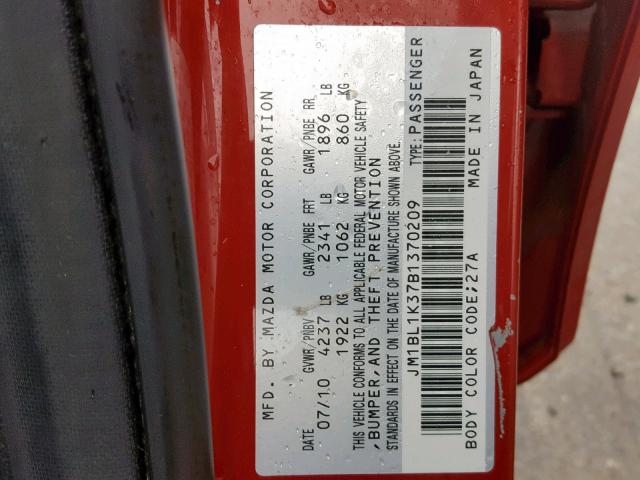 MFD. BY MAZDA MOTOR CORPORATION
DATE GVWR/PNBV GAWR/PNBE FRT GAWR/PNBE RR
07/10 4237 LB 2341 LB 1896 LB
1922 KG 1062 KG 860 KG
THIS VEHICLE CONFORMS TO ALL APPLICABLE FEDERAL MOTOR VEHICLE SAFETY
,BUMPER,AND THEFT PREVENTION
STANDARDS IN EFFECT ON THE DATE OF MANUFACTURE SHOWN ABOVE.
JM1BL1K37B1370209 TYPE: PASSENGER
BODY COLOR CODE:27A MADE IN JAPAN